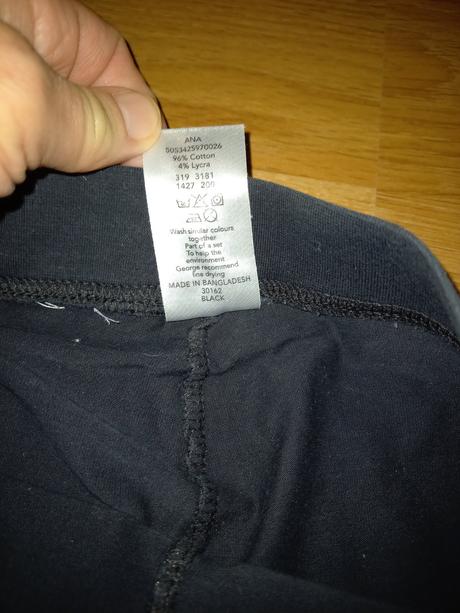 ANA
5053425970026
96% Cotton
4% Lycra
319 3181
1427 209
Wash similar colours
together
Part of a set
To help the
environment
George recommend
line drying
MADE IN BANGLADESH
30162
BLACK